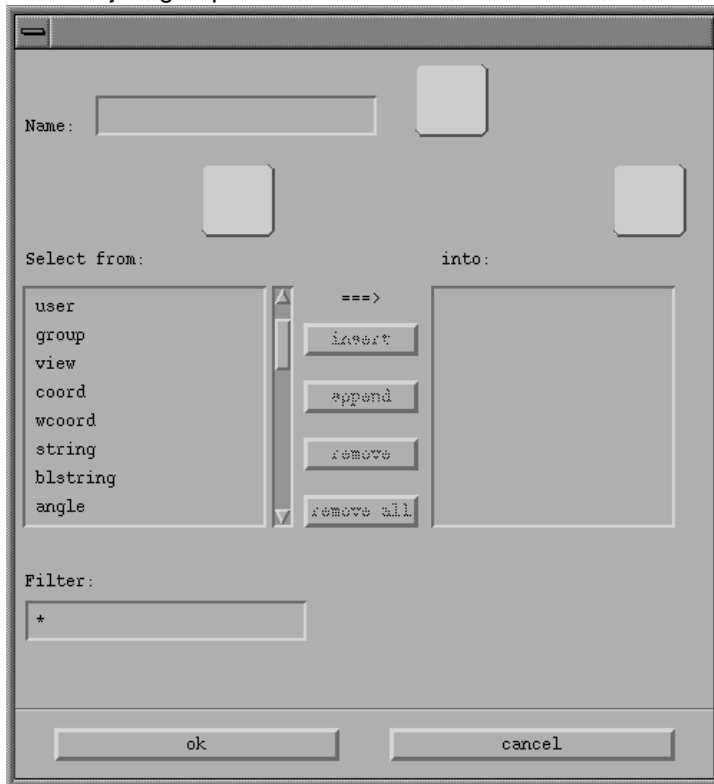 Name:
Select from:
into:
user
group
view
coord
wcoord
string
blstring
angle
===>
insert
append
remove
remove all
Filter:
*
ok
cancel